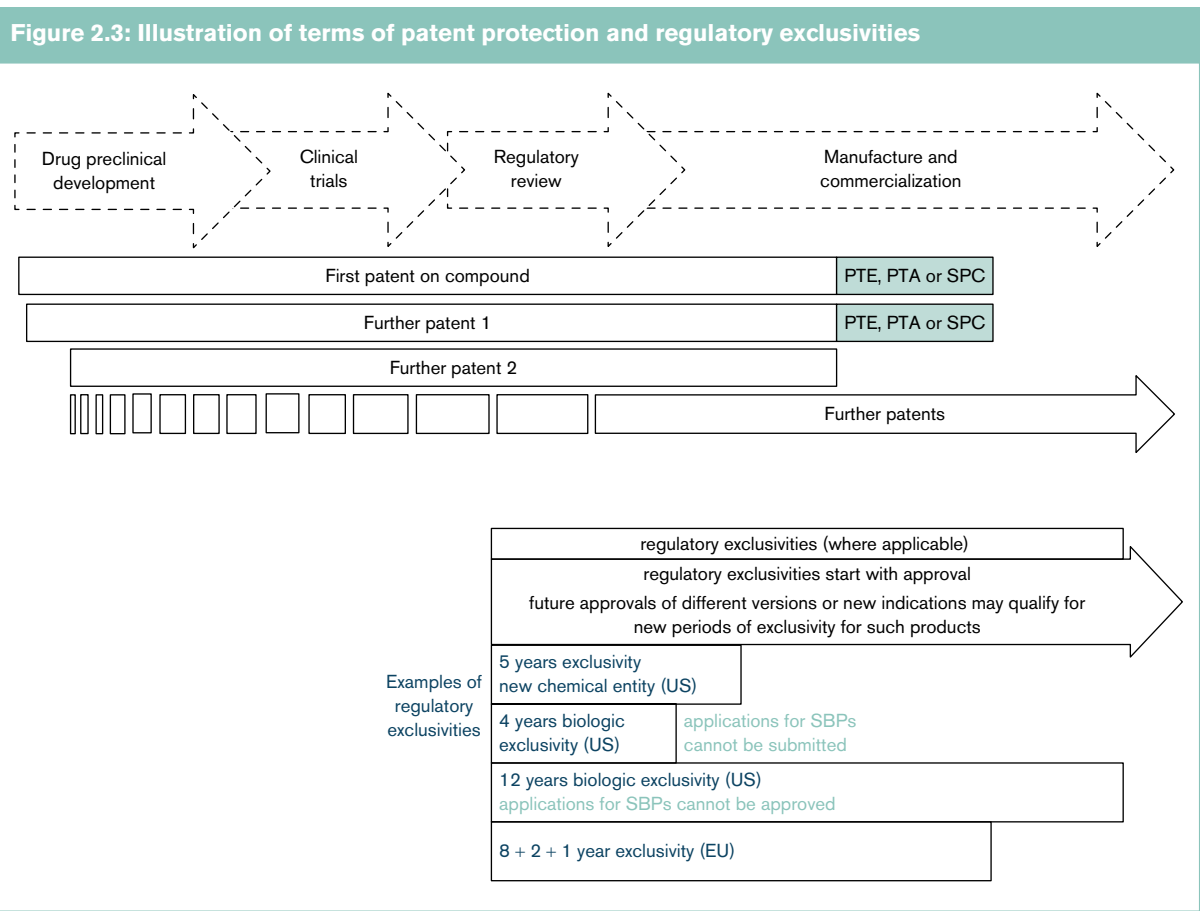 Figure 2.3: Illustration of terms of patent protection and regulatory exclusivities
Drug preclinical
development
Clinical
trials
Regulatory
review
Manufacture and
commercialization
First patent on compound
PTE, PTA or SPC
Further patent 1
PTE, PTA or SPC
Further patent 2
Further patents
regulatory exclusivities (where applicable)
regulatory exclusivities start with approval
future approvals of different versions or new indications may qualify for
new periods of exclusivity for such products
Examples of
regulatory
exclusivities
5 years exclusivity
new chemical entity (US)
4 years biologic
exclusivity (US)
applications for SBPs
cannot be submitted
12 years biologic exclusivity (US)
applications for SBPs cannot be approved
8 + 2 + 1 year exclusivity (EU)